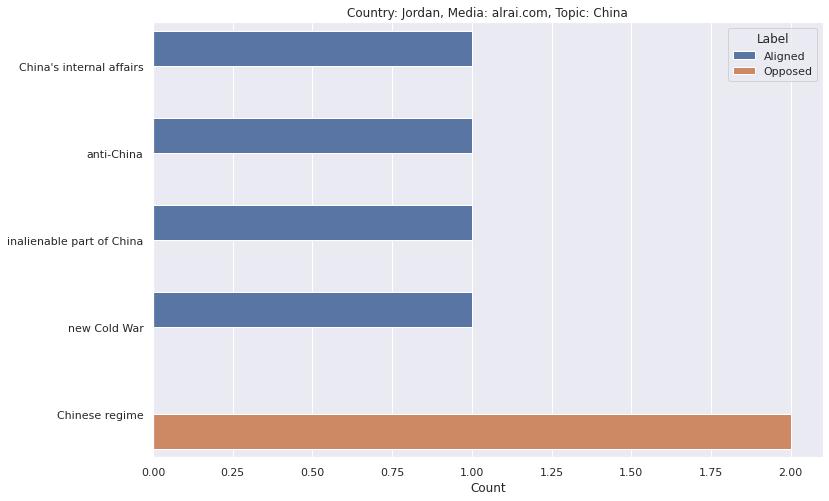 Country: Jordan, Media: alrai.com, Topic: China
Label
Aligned
Opposed
China's internal affairs
anti-China
inalienable part of China
new Cold War
Chinese regime
0.00 0.25 0.50 0.75 1.00 1.25 1.50 1.75 2.00
Count